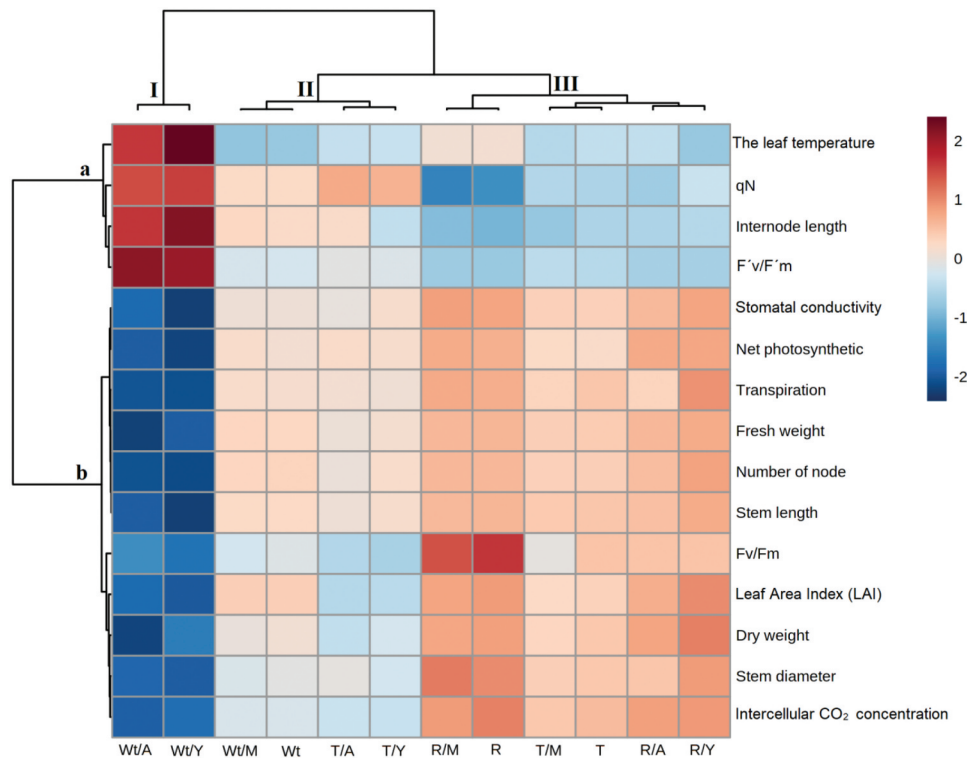 I
II
III
a
b
The leaf temperature
qN
Internode length
F´v/F´m
Stomatal conductivity
Net photosynthetic
Transpiration
Fresh weight
Number of node
Stem length
Fv/Fm
Leaf Area Index (LAI)
Dry weight
Stem diameter
Intercellular CO₂ concentration
Wt/A Wt/Y Wt/M Wt T/A T/Y R/M R T/M T R/A R/Y
2
1
0
-1
-2